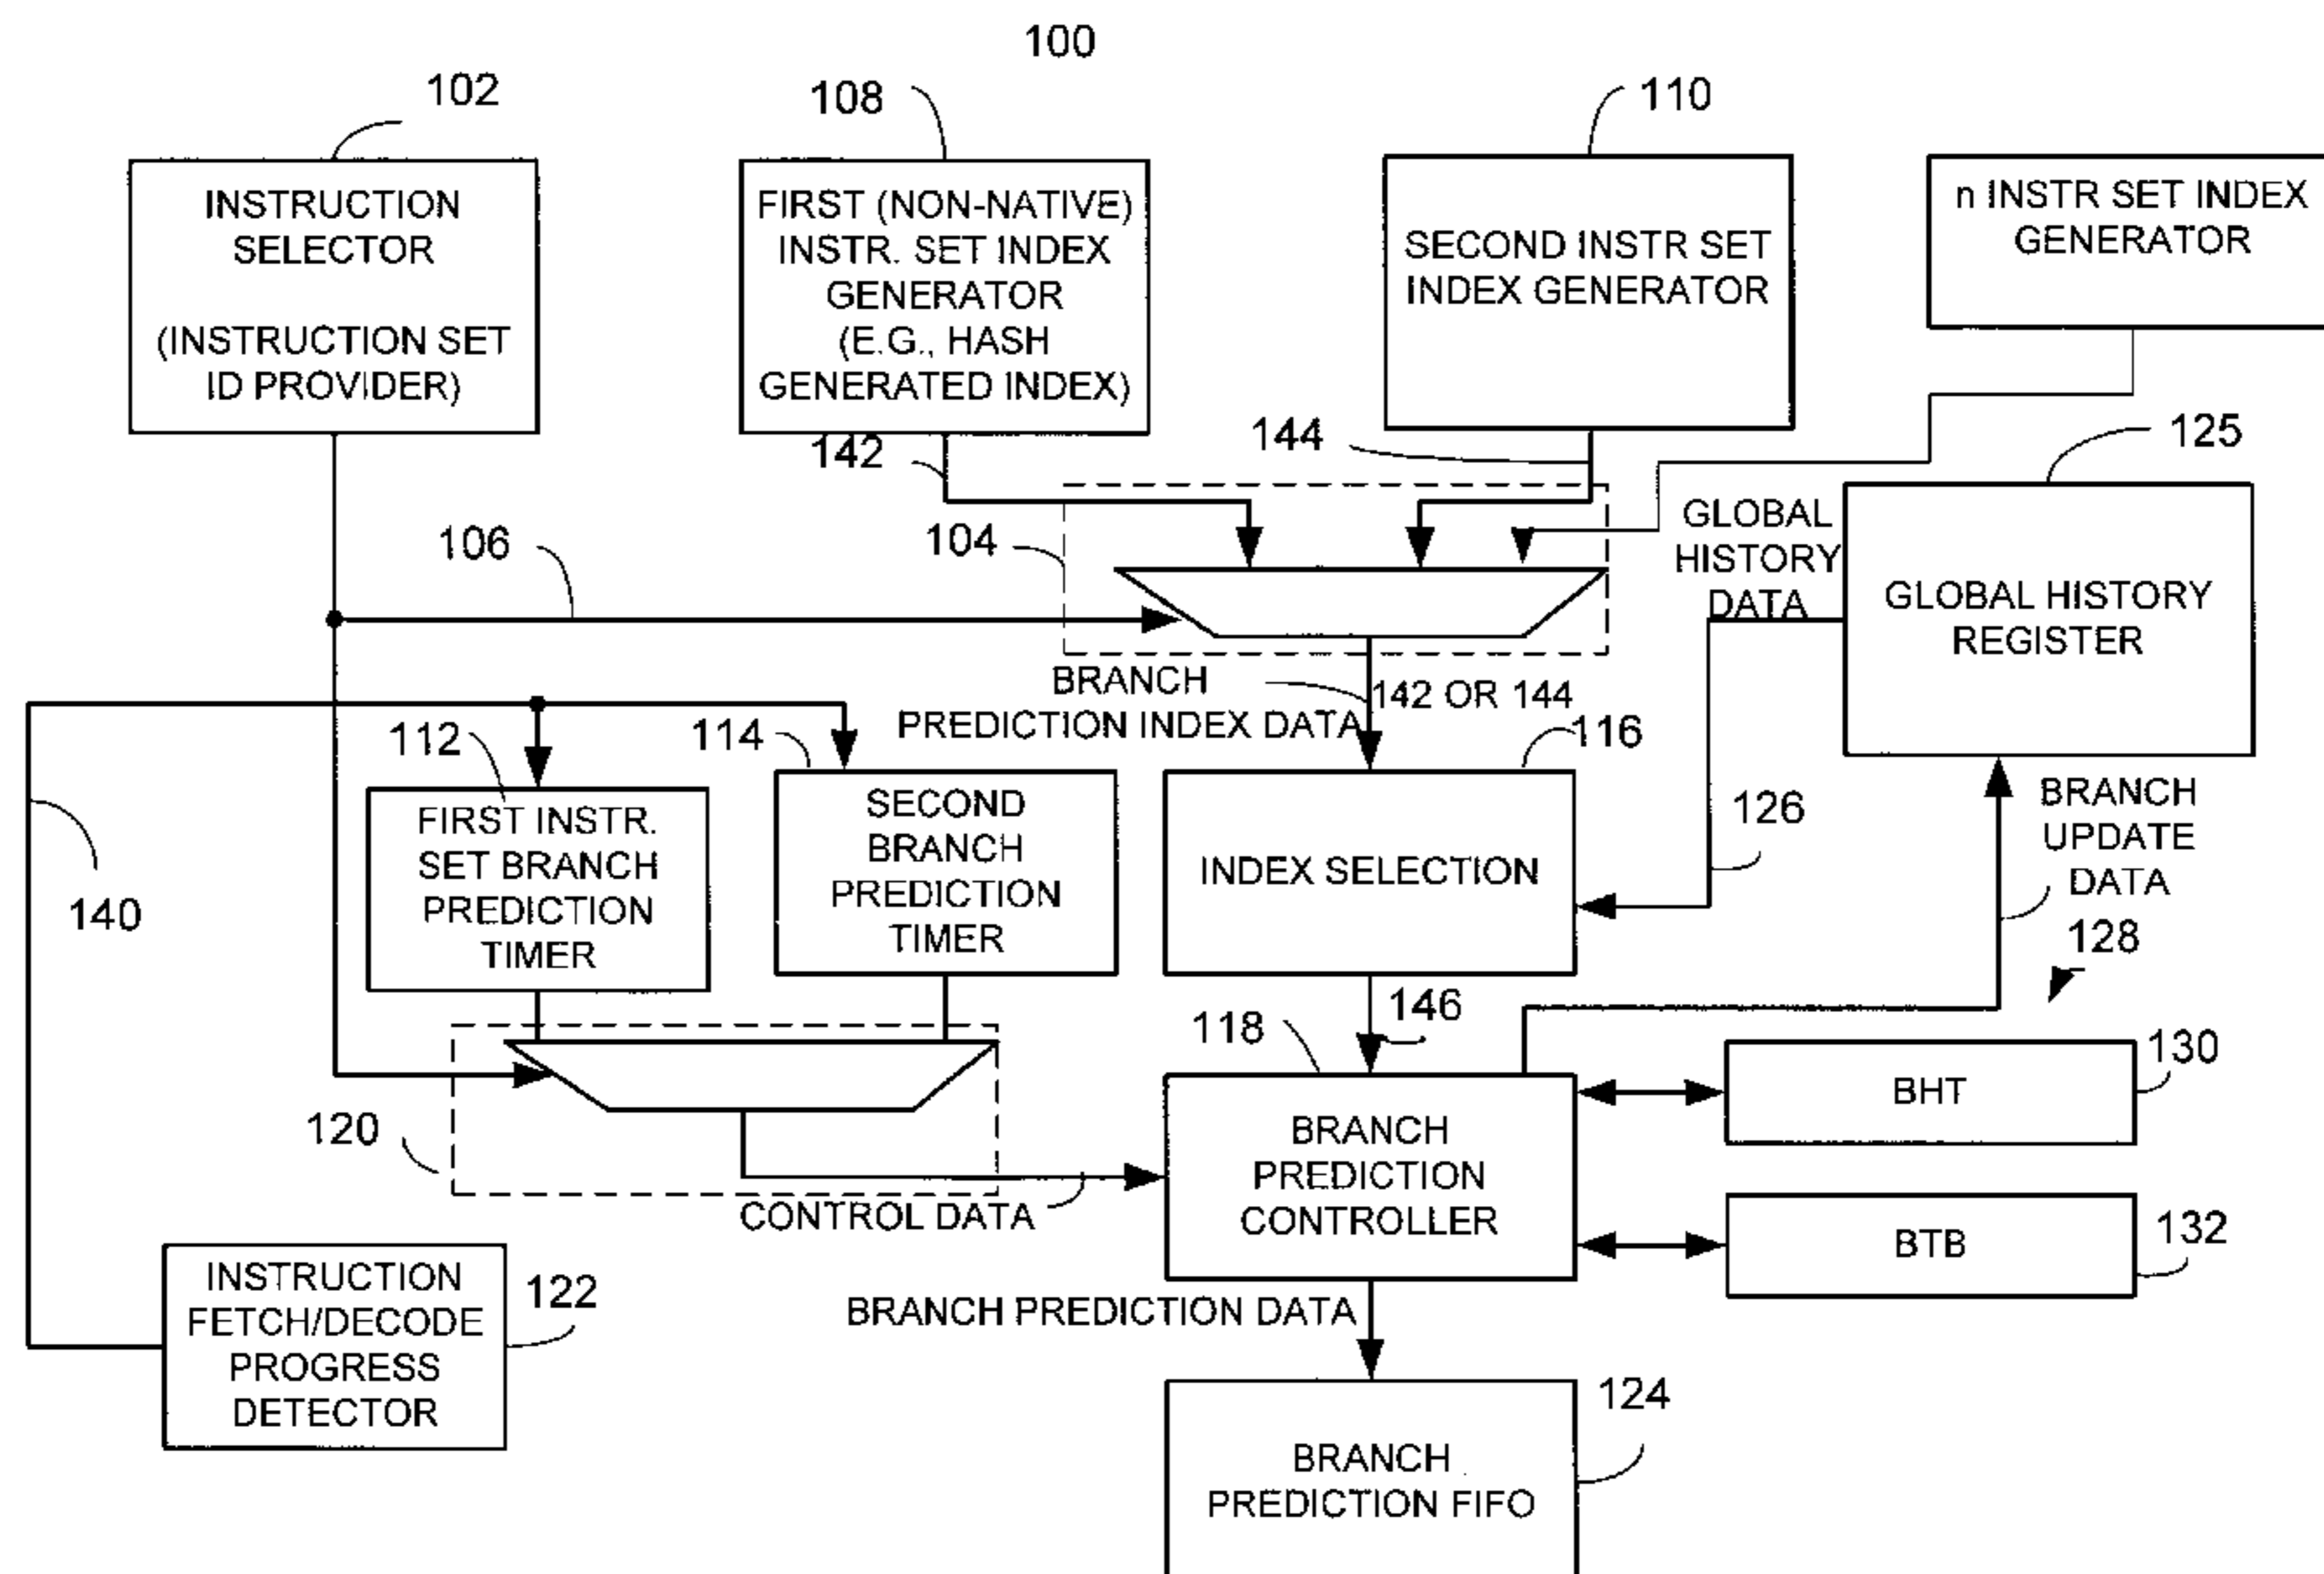 100
102
108
110
INSTRUCTION
SELECTOR
(INSTRUCTION SET
ID PROVIDER)
FIRST (NON-NATIVE)
INSTR. SET INDEX
GENERATOR
(E.G., HASH
GENERATED INDEX)
SECOND INSTR SET
INDEX GENERATOR
n INSTR SET INDEX
GENERATOR
142
144
125
106
104
GLOBAL
HISTORY
DATA
GLOBAL HISTORY
REGISTER
BRANCH
PREDICTION INDEX DATA
142 OR 144
112
114
116
FIRST INSTR.
SET BRANCH
PREDICTION
TIMER
SECOND
BRANCH
PREDICTION
TIMER
INDEX SELECTION
126
BRANCH
UPDATE
DATA
128
140
146
118
120
CONTROL DATA
BRANCH
PREDICTION
CONTROLLER
BHT
130
BTB
132
INSTRUCTION
FETCH/DECODE
PROGRESS
DETECTOR
122
BRANCH PREDICTION DATA
124
BRANCH
PREDICTION FIFO